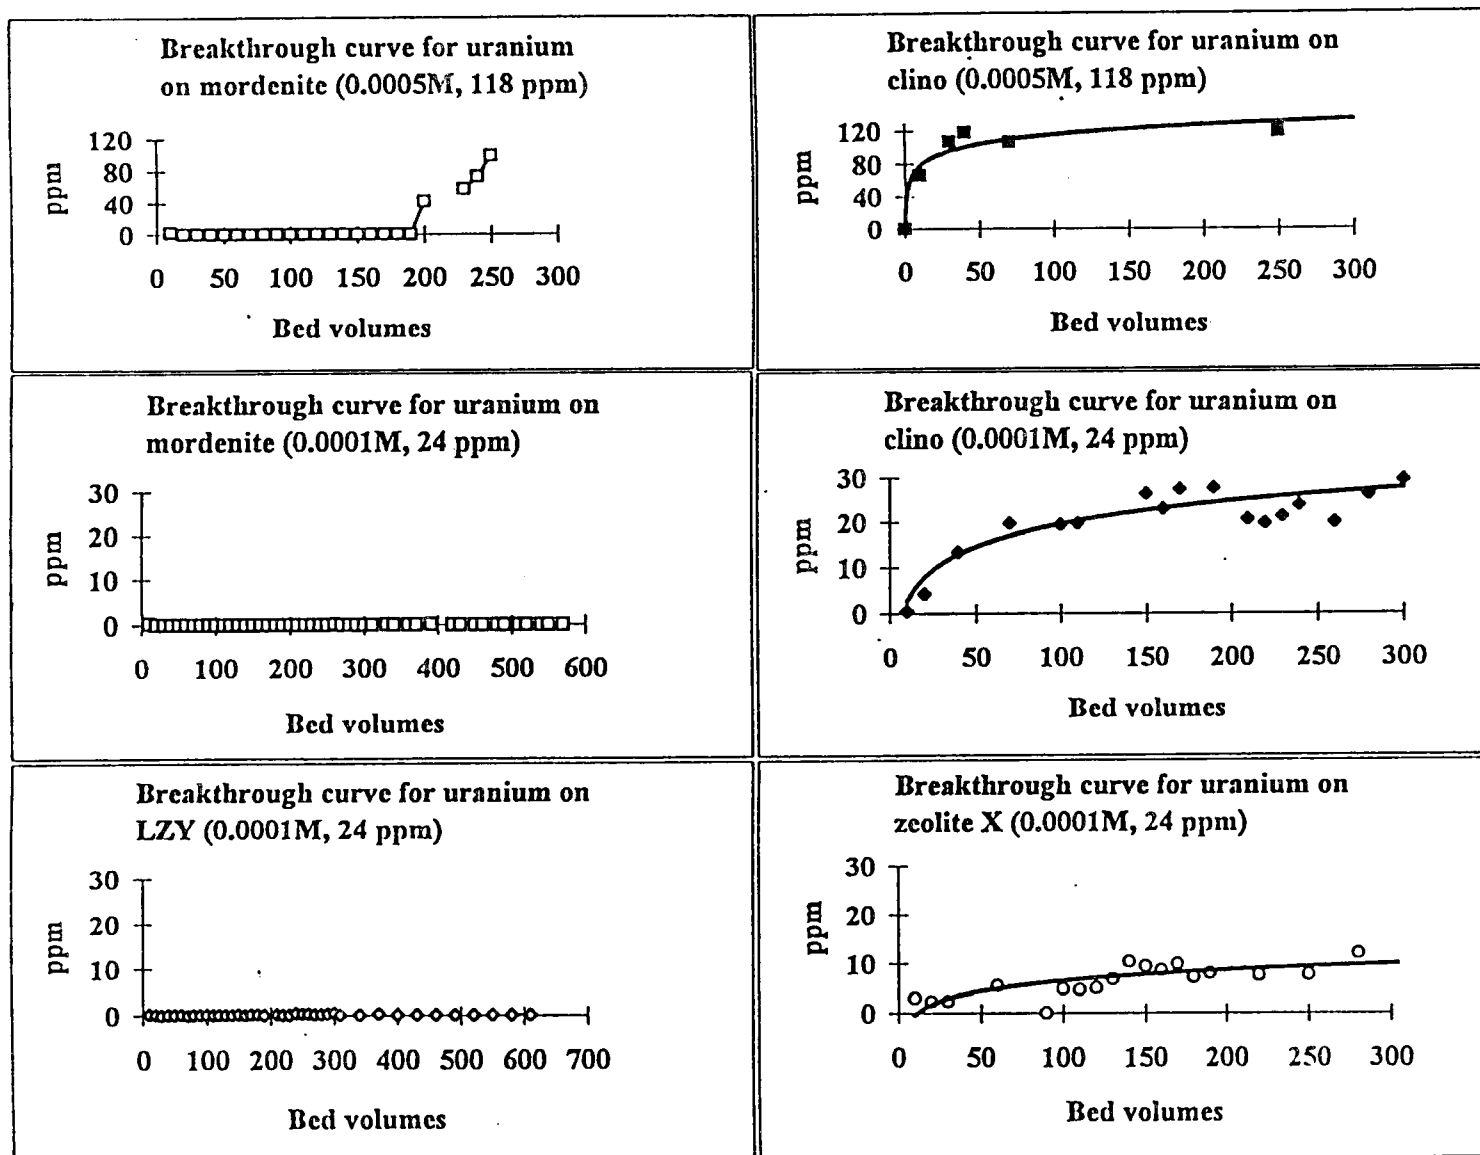 Breakthrough curve for uranium
on mordenite (0.0005M, 118 ppm)
120
80
40
0
ppm
0 50 100 150 200 250 300
Bed volumes
Breakthrough curve for uranium on
clino (0.0005M, 118 ppm)
120
80
40
0
ppm
0 50 100 150 200 250 300
Bed volumes
Breakthrough curve for uranium on
mordenite (0.0001M, 24 ppm)
30
20
10
0
ppm
0 100 200 300 400 500 600
Bed volumes
Breakthrough curve for uranium on
clino (0.0001M, 24 ppm)
30
20
10
0
ppm
0 50 100 150 200 250 300
Bed volumes
Breakthrough curve for uranium on
LZY (0.0001M, 24 ppm)
30
20
10
0
ppm
0 100 200 300 400 500 600 700
Bed volumes
Breakthrough curve for uranium on
zeolite X (0.0001M, 24 ppm)
30
20
10
0
ppm
0 50 100 150 200 250 300
Bed volumes